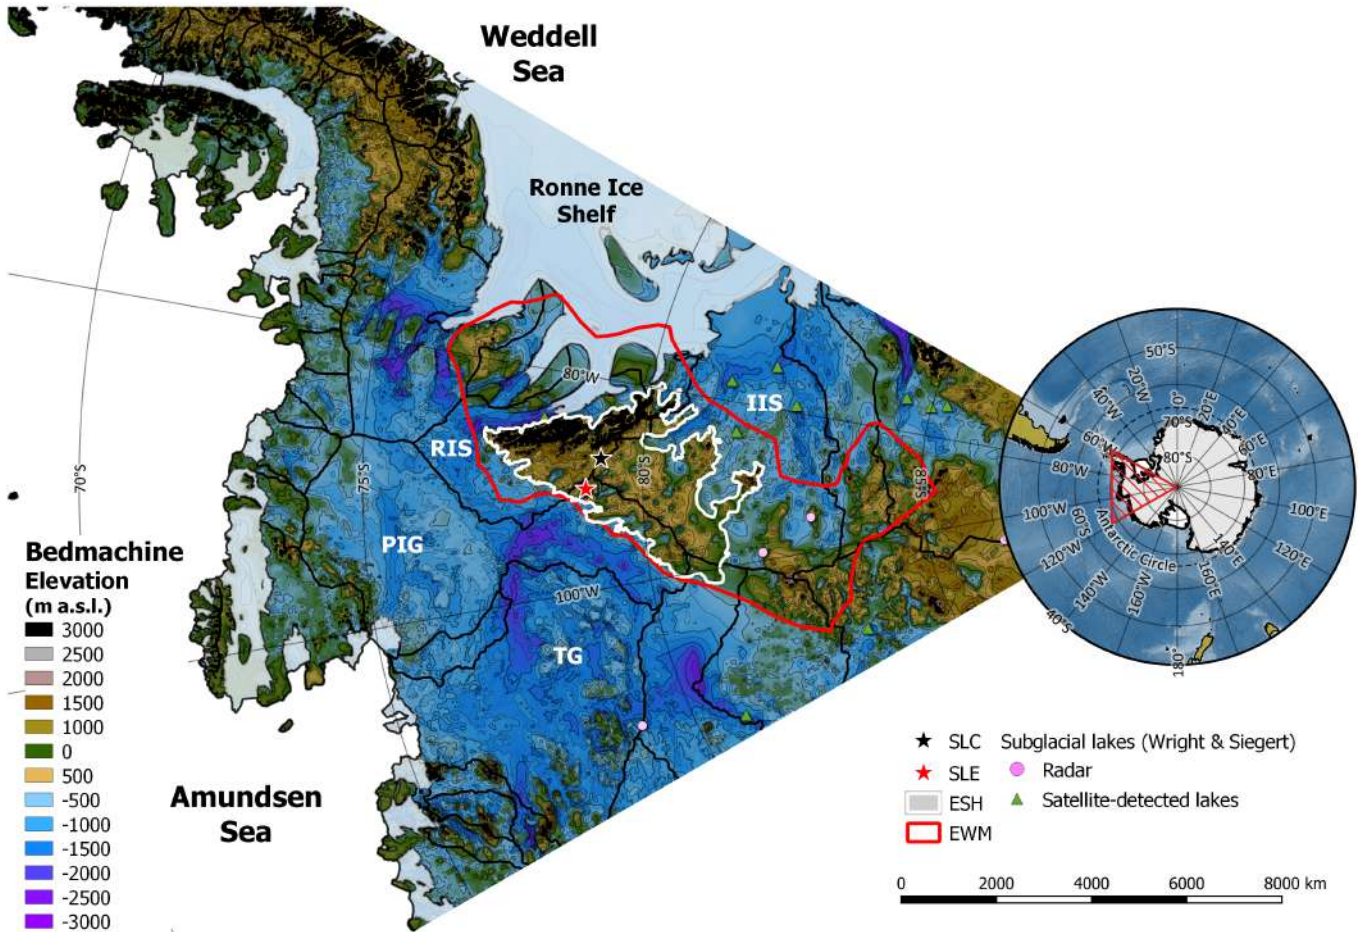 Weddell
Sea
Ronne Ice
Shelf
80°W
IIS
RIS
80°S
85°S
70°S
75°S
PIG
100°W
TG
Amundsen
Sea
Bedmachine
Elevation
(m a.s.l.)
3000
2500
2000
1500
1000
0
500
-500
-1000
-1500
-2000
-2500
-3000
50°S
20°W
0°
20°E
40°W
40°E
70°S
60°W
60°E
80°S
80°W
80°E
100°W
100°E
60°S
Antarctic Circle
120°W
120°E
140°W
140°E
160°W
160°E
40°S
180°
SLC Subglacial lakes (Wright & Siegert)
SLE Radar
ESH Satellite-detected lakes
EWM
0 2000 4000 6000 8000 km